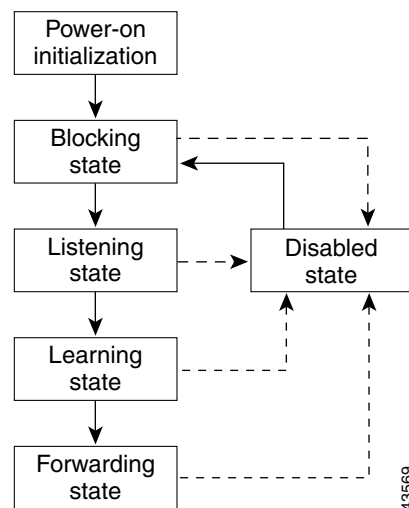 Power-on
initialization
Blocking
state
Listening
state
Disabled
state
Learning
state
Forwarding
state
43569